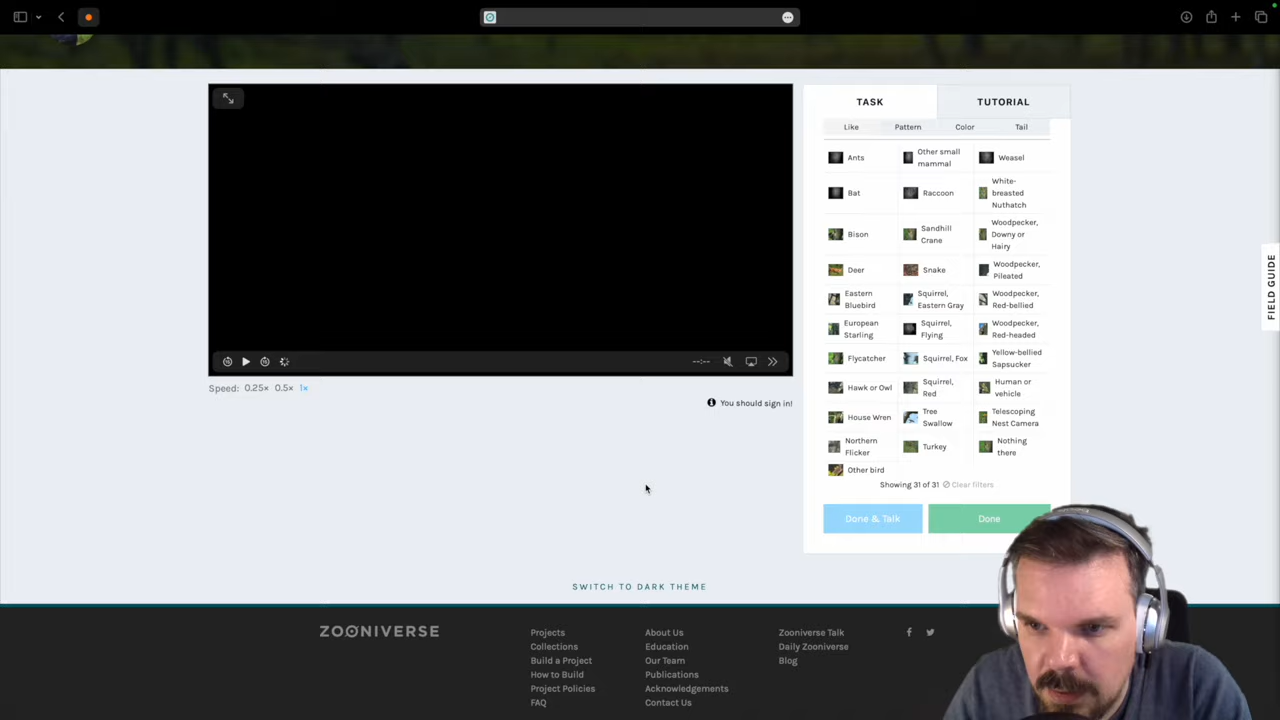 TASK TUTORIAL
Like Pattern Color Tail
Ants
Other small
mammal
Weasel
Bat
Raccoon
White-
breasted
Nuthatch
Bison
Sandhill
Crane
Woodpecker,
Downy or
Hairy
Deer
Snake
Woodpecker,
Pileated
Eastern
Bluebird
Squirrel,
Eastern Gray
Woodpecker,
Red-bellied
European
Starling
Squirrel,
Flying
Woodpecker,
Red-headed
Flycatcher
Squirrel, Fox
Yellow-bellied
Sapsucker
Hawk or Owl
Squirrel,
Red
Human or
vehicle
House Wren
Tree
Swallow
Telescoping
Nest Camera
Northern
Flicker
Turkey
Nothing
there
Other bird
Showing 31 of 31 Clear filters
Done & Talk Done
--:--
Speed: 0.25× 0.5× 1×
You should sign in!
FIELD GUIDE
SWITCH TO DARK THEME
ZOONIVERSE
Projects
Collections
Build a Project
How to Build
Project Policies
FAQ
About Us
Education
Our Team
Publications
Acknowledgements
Contact Us
Zooniverse Talk
Daily Zooniverse
Blog